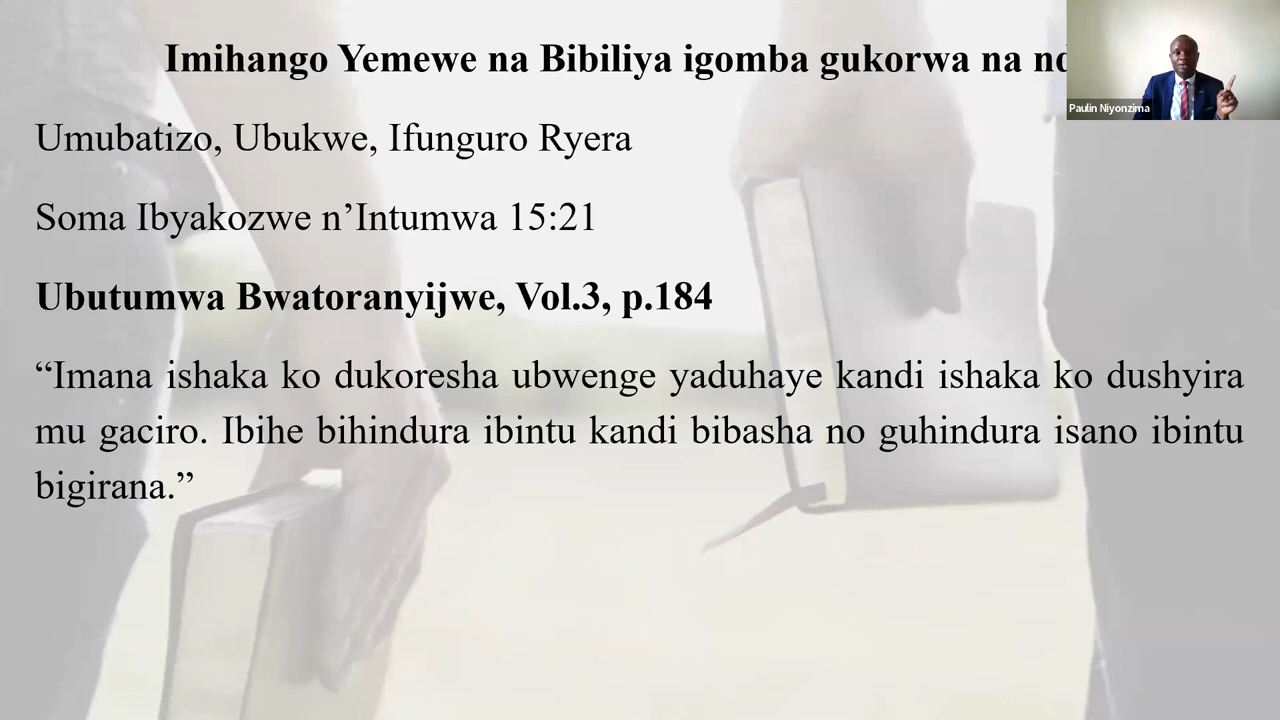 Imihango Yemewe na Bibiliya igomba gukorwa na
Paulin Niyonzima
Umubatizo, Ubukwe, Ifunguro Ryera
Soma Ibyakozwe n’Intumwa 15:21
Ubutumwa Bwatoranyijwe, Vol.3, p.184
“Imana ishaka ko dukoresha ubwenge yaduhaye kandi ishaka ko dushyira
mu gaciro. Ibihe bihindura ibintu kandi bibasha no guhindura isano ibintu
bigirana.”